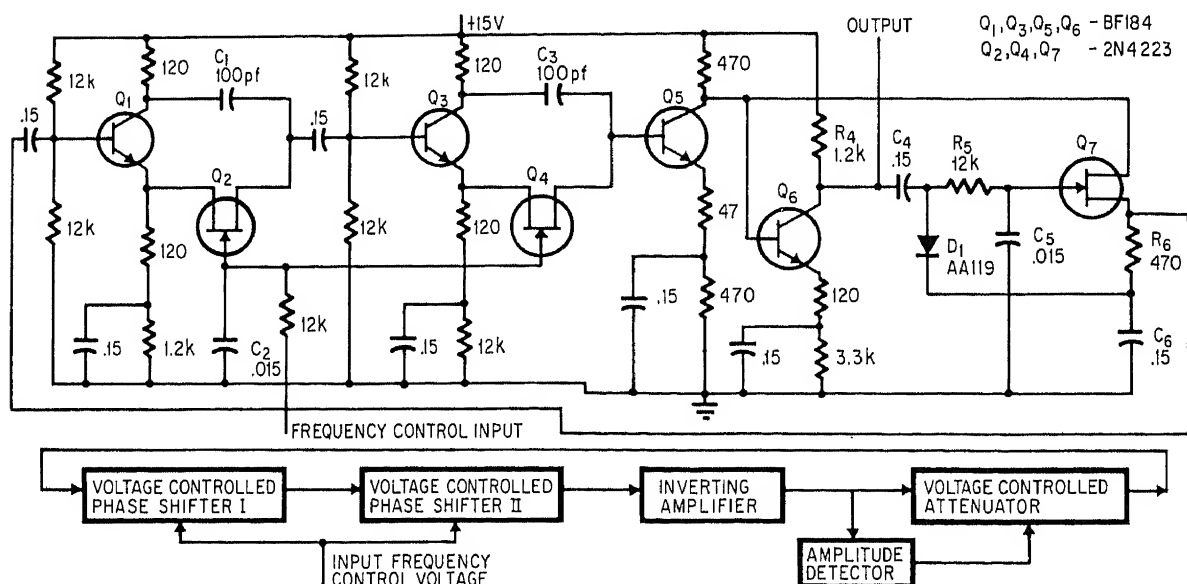 +15V
OUTPUT
Q1, Q3, Q5, Q6 - BF184
Q2, Q4, Q7 - 2N4223
12k
120
C1
100pf
12k
120
C3
100pf
470
Q1
Q3
Q5
.15
.15
R4
1.2k
C4
.15
R5
12k
Q7
Q2
Q4
Q6
12k
120
12k
120
47
D1
AA119
C5
.015
R6
470
.15
1.2k
C2
.015
12k
.15
12k
.15
470
120
.15
3.3k
C6
.15
FREQUENCY CONTROL INPUT
VOLTAGE CONTROLLED
PHASE SHIFTER I
VOLTAGE CONTROLLED
PHASE SHIFTER II
INVERTING
AMPLIFIER
VOLTAGE CONTROLLED
ATTENUATOR
INPUT FREQUENCY
CONTROL VOLTAGE
AMPLITUDE
DETECTOR